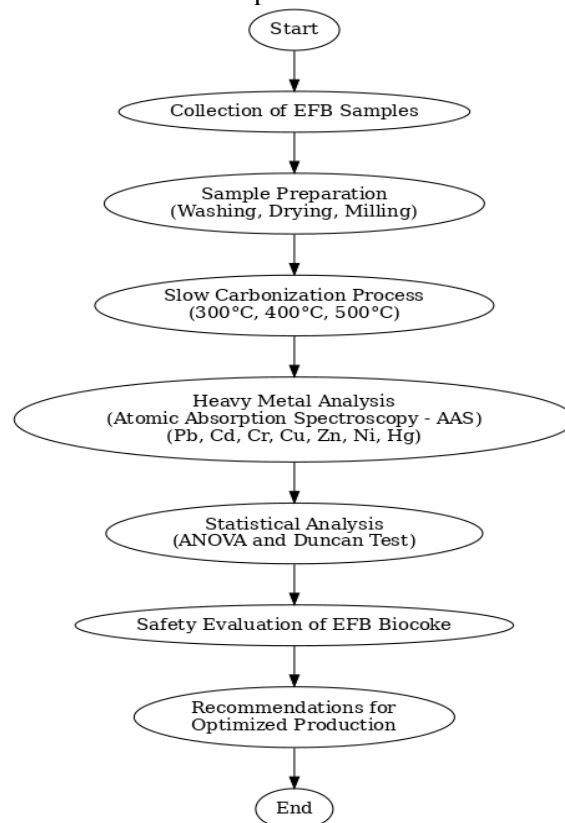 Start
Collection of EFB Samples
Sample Preparation
(Washing, Drying, Milling)
Slow Carbonization Process
(300°C, 400°C, 500°C)
Heavy Metal Analysis
(Atomic Absorption Spectroscopy - AAS)
(Pb, Cd, Cr, Cu, Zn, Ni, Hg)
Statistical Analysis
(ANOVA and Duncan Test)
Safety Evaluation of EFB Biocoke
Recommendations for
Optimized Production
End